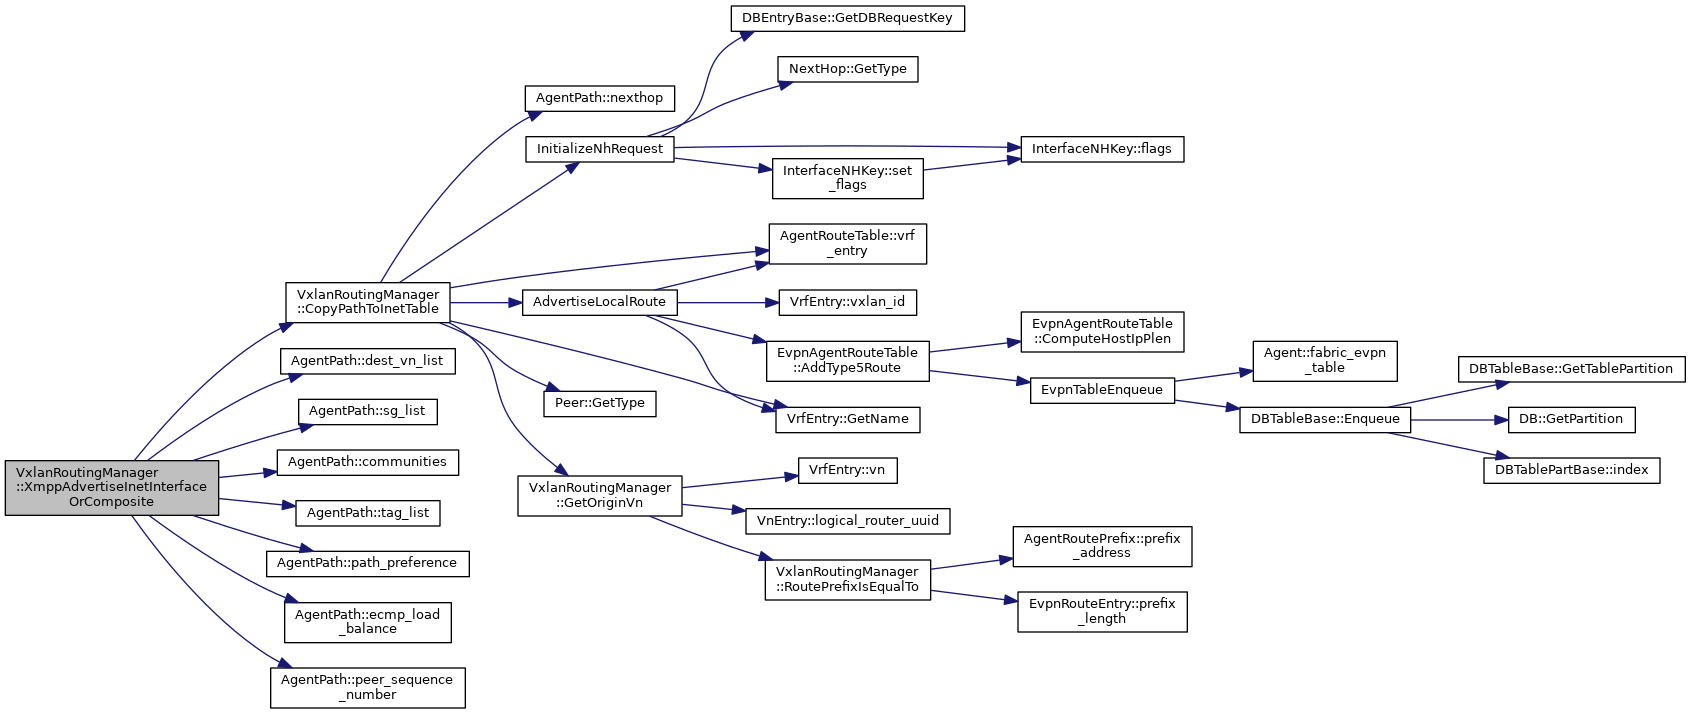 DBEntryBase::GetDBRequestKey
NextHop::GetType
AgentPath::nexthop
InitializeNhRequest
InterfaceNHKey::flags
InterfaceNHKey::set
_flags
AgentRouteTable::vrf
_entry
VxlanRoutingManager
::CopyPathToInetTable
AdvertiseLocalRoute
VrfEntry::vxlan_id
EvpnAgentRouteTable
::ComputeHostIpPlen
EvpnAgentRouteTable
::AddType5Route
Agent::fabric_evpn
_table
AgentPath::dest_vn_list
DBTableBase::GetTablePartition
EvpnTableEnqueue
Peer::GetType
AgentPath::sg_list
VrfEntry::GetName
DBTableBase::Enqueue
DB::GetPartition
AgentPath::communities
VrfEntry::vn
DBTablePartBase::index
VxlanRoutingManager
::XmppAdvertiseInetInterface
OrComposite
VxlanRoutingManager
::GetOriginVn
AgentPath::tag_list
VnEntry::logical_router_uuid
AgentRoutePrefix::prefix
_address
AgentPath::path_preference
VxlanRoutingManager
::RoutePrefixIsEqualTo
EvpnRouteEntry::prefix
_length
AgentPath::ecmp_load
_balance
AgentPath::peer_sequence
_number